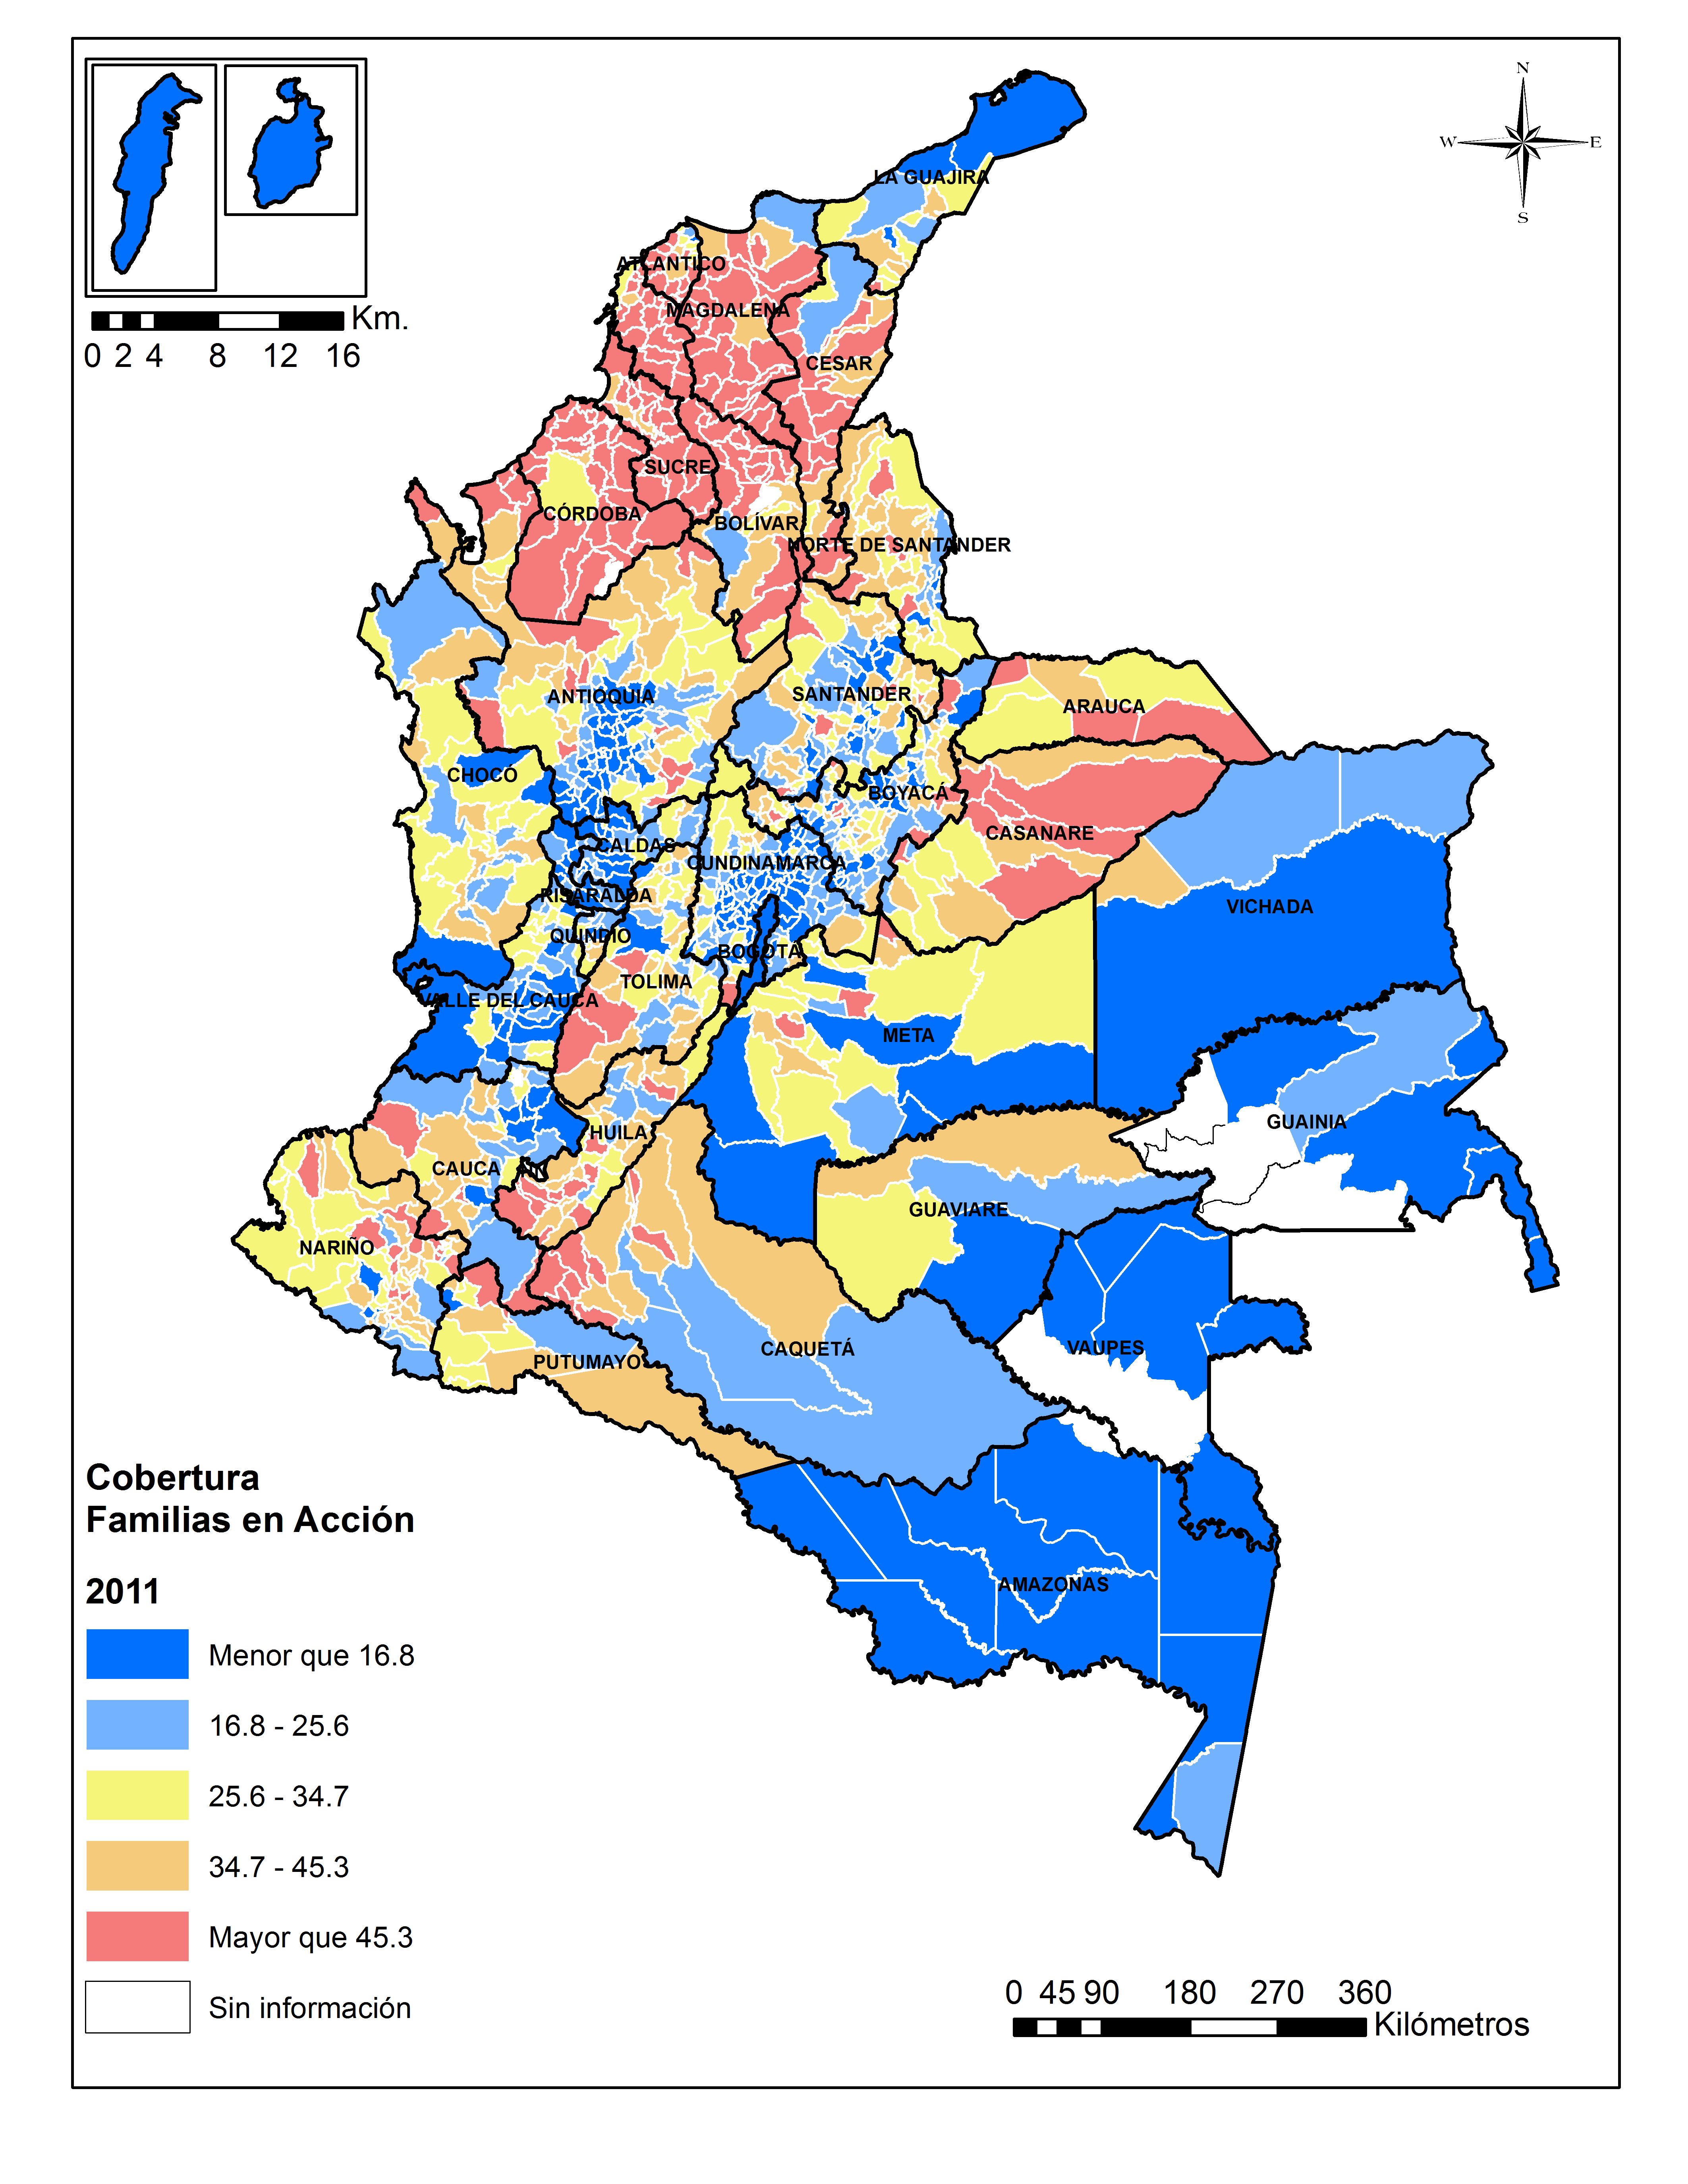 N
W
E
S
Km.
0 2 4 8 12 16
LA GUAJIRA
ATLANTICO
MAGDALENA
CESAR
SUCRE
CÓRDOBA
BOLÍVAR
NORTE DE SANTANDER
ANTIOQUIA
SANTANDER
ARAUCA
CHOCÓ
BOYACÁ
CASANARE
CALDAS
CUNDINAMARCA
RISARALDA
VICHADA
QUINDIO
BOGOTÁ
TOLIMA
VALLE DEL CAUCA
META
GUAINIA
HUILA
CAUCA
GUAVIARE
NARIÑO
VAUPES
CAQUETÁ
PUTUMAYO
AMAZONAS
Cobertura
Familias en Acción
2011
Menor que 16.8
16.8 - 25.6
25.6 - 34.7
34.7 - 45.3
Mayor que 45.3
Sin información
0 45 90 180 270 360
Kilómetros